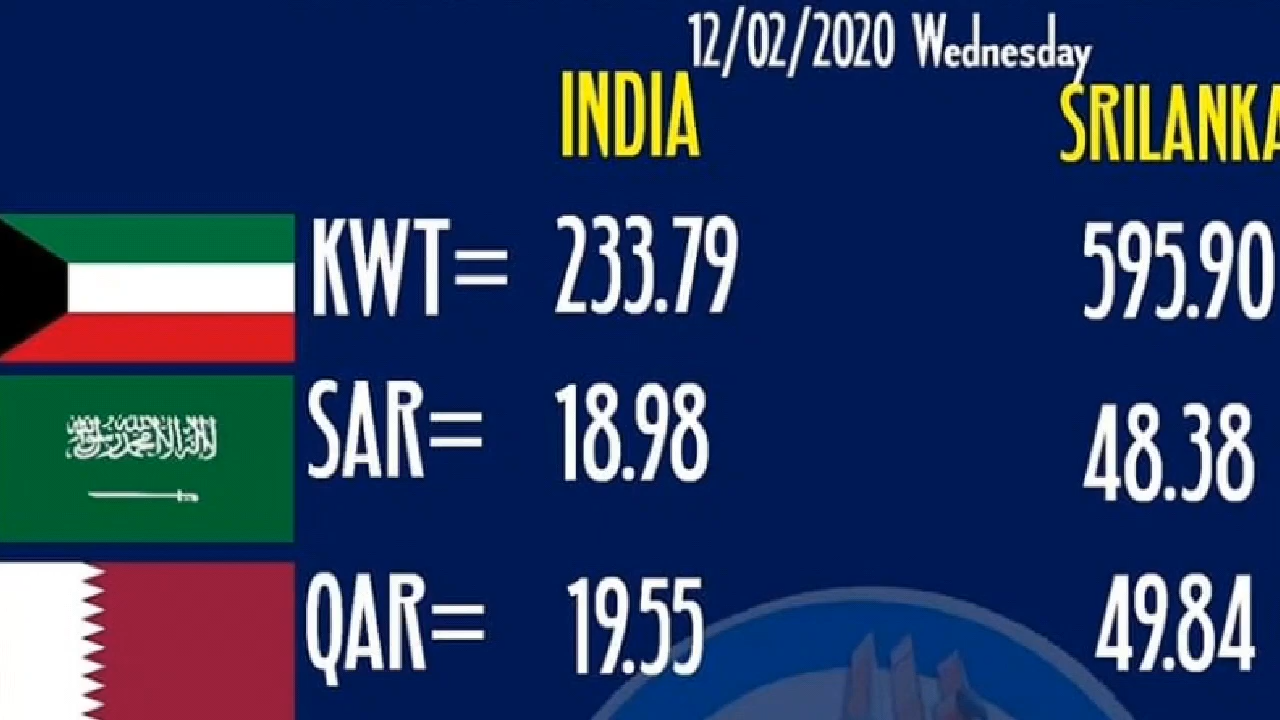 12/02/2020 Wednesday
INDIA SRILANKA
KWT= 233.79 595.90
SAR= 18.98 48.38
QAR= 19.55 49.84